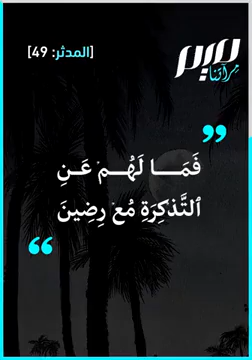 [المدثر: 49]
فَمَا لَهُمْ عَنِ
ٱلتَّذْكِرَةِ مُعْرِضِينَ